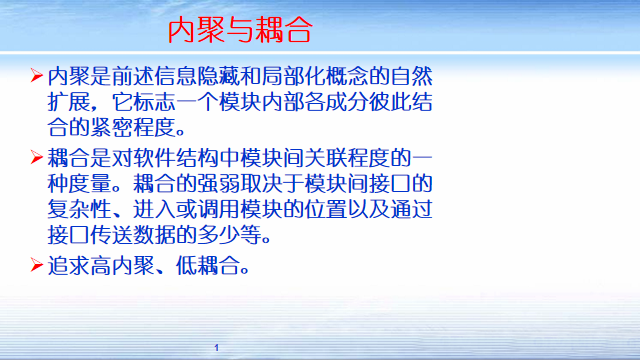 内聚与耦合
内聚是前述信息隐藏和局部化概念的自然
扩展，它标志一个模块内部各成分彼此结
合的紧密程度。
耦合是对软件结构中模块间关联程度的一
种度量。耦合的强弱取决于模块间接口的
复杂性、进入或调用模块的位置以及通过
接口传送数据的多少等。
追求高内聚、低耦合。
1